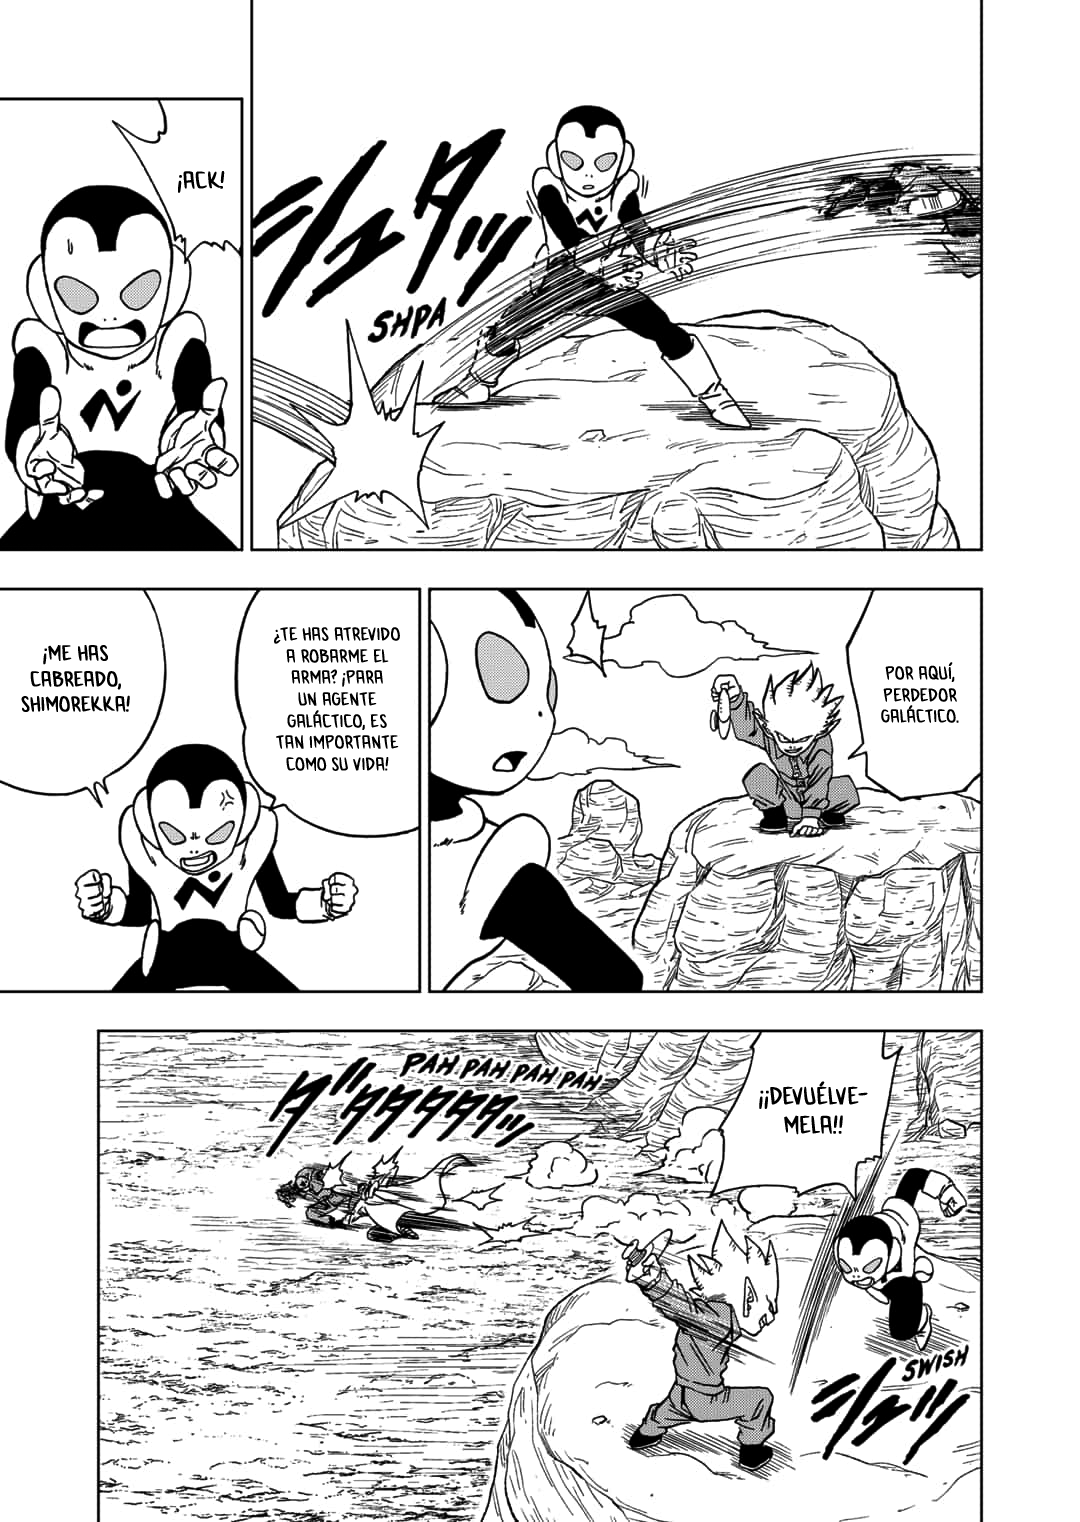 シュタッ
SHPA
¡ACK!
POR AQUÍ,
PERDEDOR
GALÁCTICO.
¿TE HAS ATREVIDO
A ROBARME EL
ARMA? ¡PARA
UN AGENTE
GALÁCTICO, ES
TAN IMPORTANTE
COMO SU VIDA!
¡ME HAS
CABREADO,
SHIMOREKKA!
¡¡DEVUÉLVE-
MELA!!
SWISH
シュッ
PAH PAH PAH PAH
ダダダダダダッ